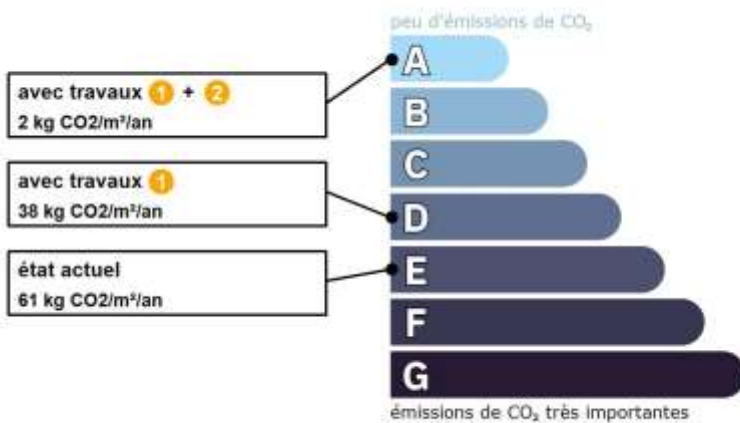 peu d'émissions de CO₂
A
avec travaux 1 + 2
2 kg CO2/m²/an
B
C
avec travaux 1
38 kg CO2/m²/an
D
état actuel
61 kg CO2/m²/an
E
F
G
émissions de CO₂ très importantes